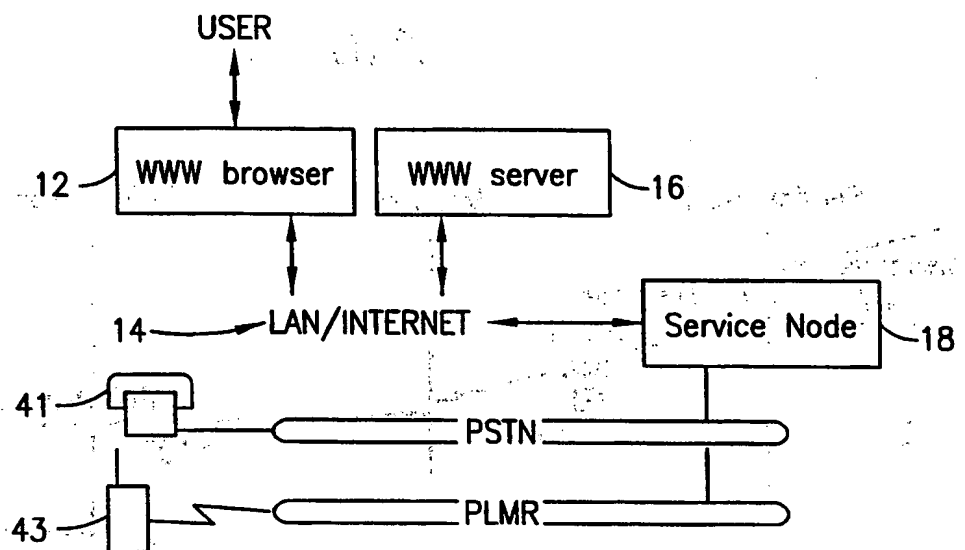 USER
12 WWW browser WWW server 16
14 LAN/INTERNET Service Node 18
41 PSTN
43 PLMR